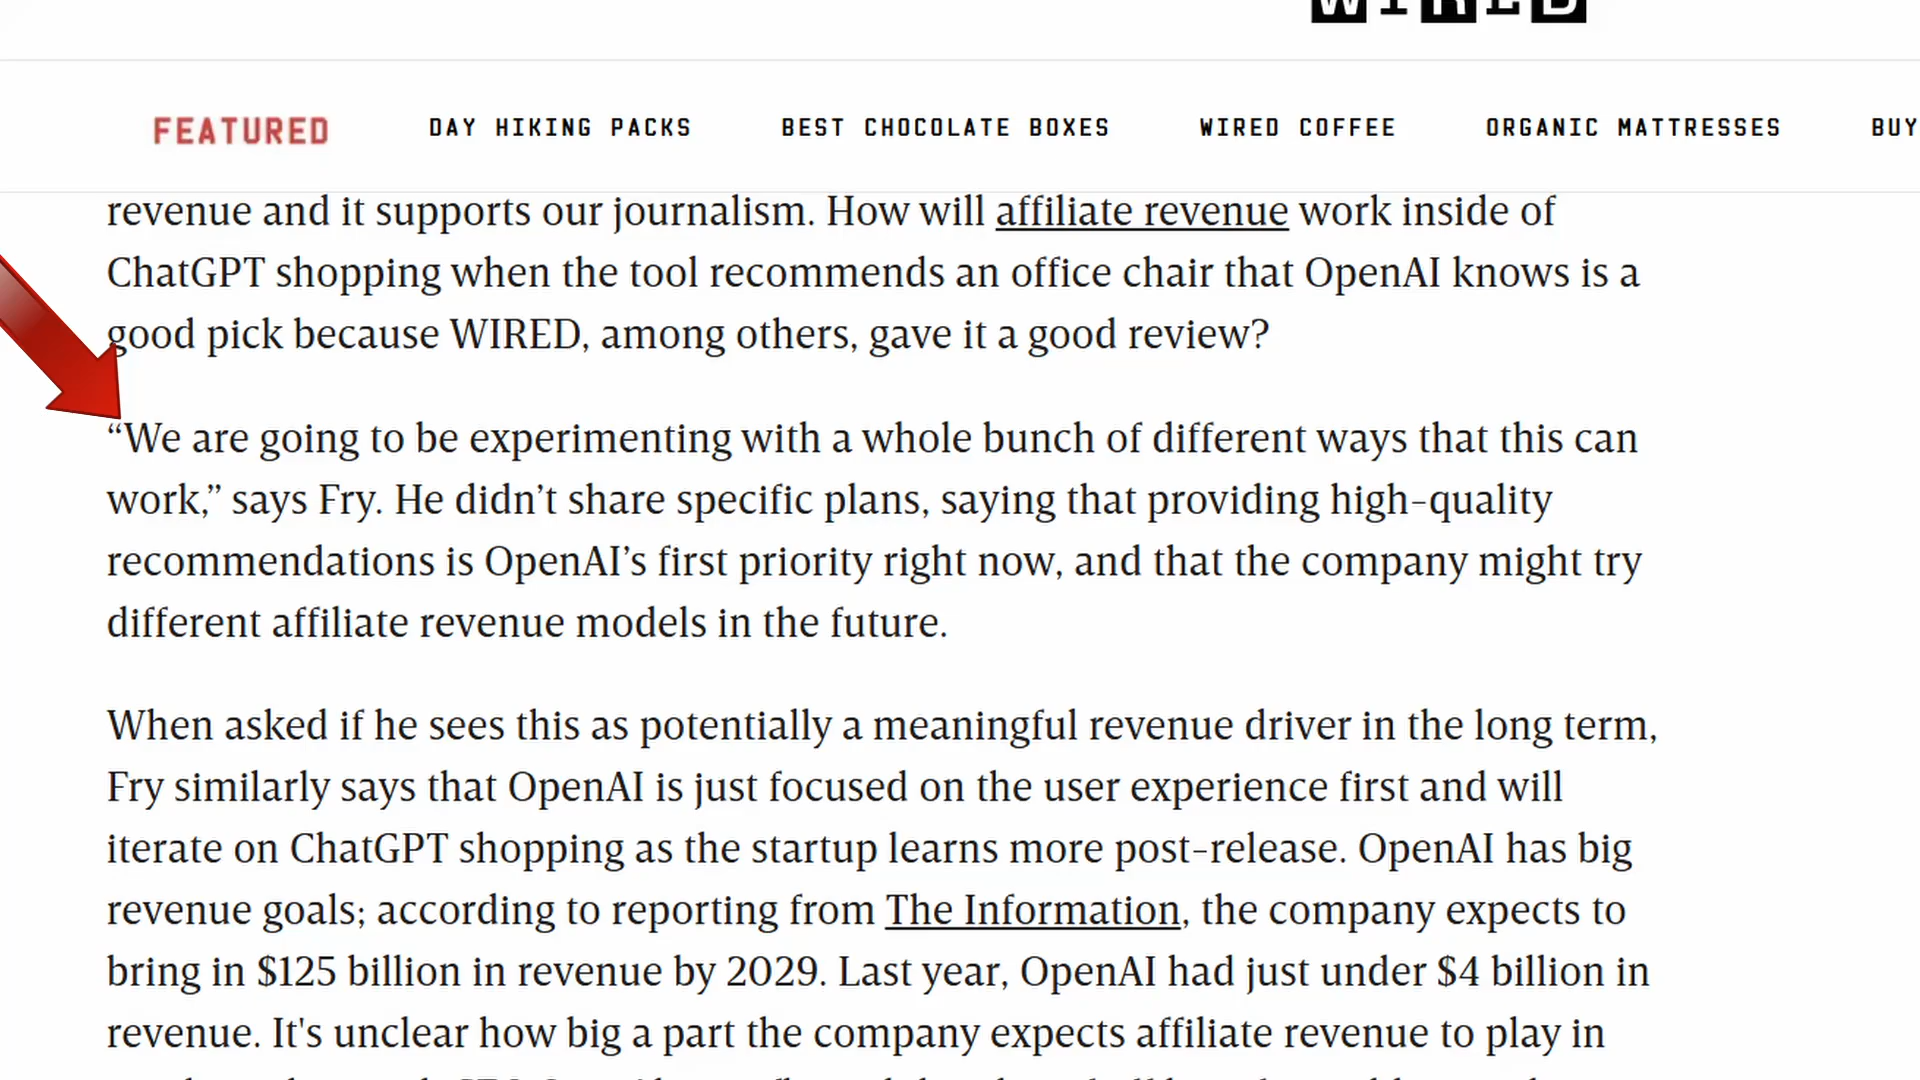 WIRED
FEATURED DAY HIKING PACKS BEST CHOCOLATE BOXES WIRED COFFEE ORGANIC MATTRESSES BUY
revenue and it supports our journalism. How will affiliate revenue work inside of
ChatGPT shopping when the tool recommends an office chair that OpenAI knows is a
good pick because WIRED, among others, gave it a good review?
“We are going to be experimenting with a whole bunch of different ways that this can
work,” says Fry. He didn’t share specific plans, saying that providing high-quality
recommendations is OpenAI’s first priority right now, and that the company might try
different affiliate revenue models in the future.
When asked if he sees this as potentially a meaningful revenue driver in the long term,
Fry similarly says that OpenAI is just focused on the user experience first and will
iterate on ChatGPT shopping as the startup learns more post-release. OpenAI has big
revenue goals; according to reporting from The Information, the company expects to
bring in $125 billion in revenue by 2029. Last year, OpenAI had just under $4 billion in
revenue. It's unclear how big a part the company expects affiliate revenue to play in